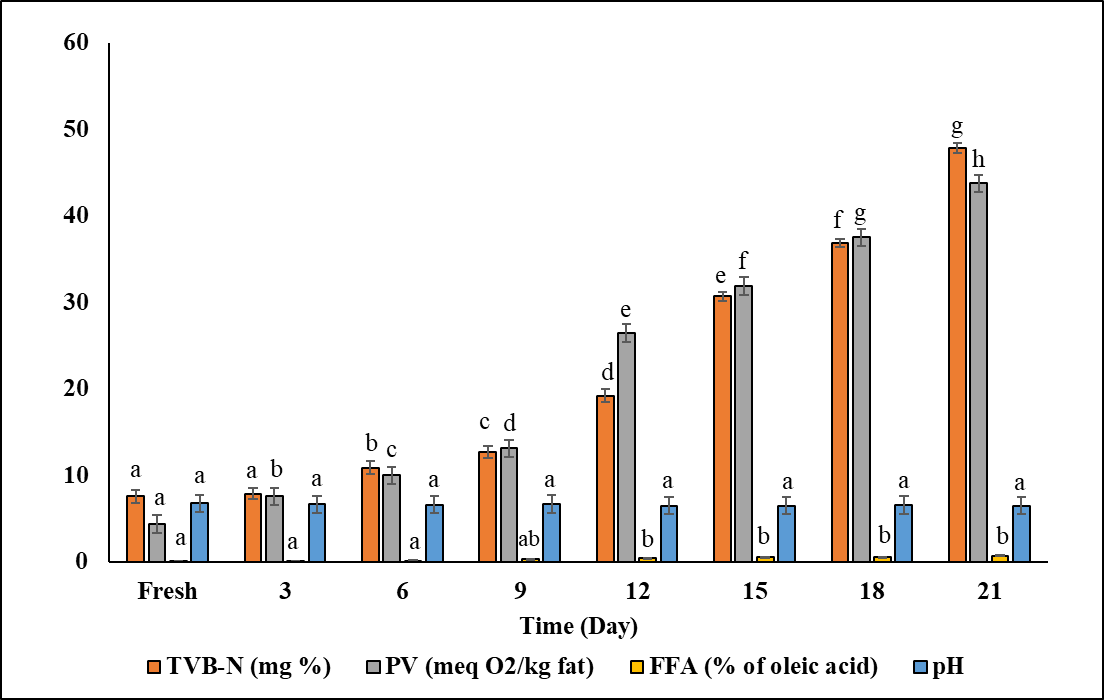 60
50
40
30
20
10
0
a a a a
a b a a
b c a a
c d ab a
d e b a
e f b a
f g b a
g h b a
Fresh 3 6 9 12 15 18 21
Time (Day)
TVB-N (mg %) PV (meq O2/kg fat) FFA (% of oleic acid) pH